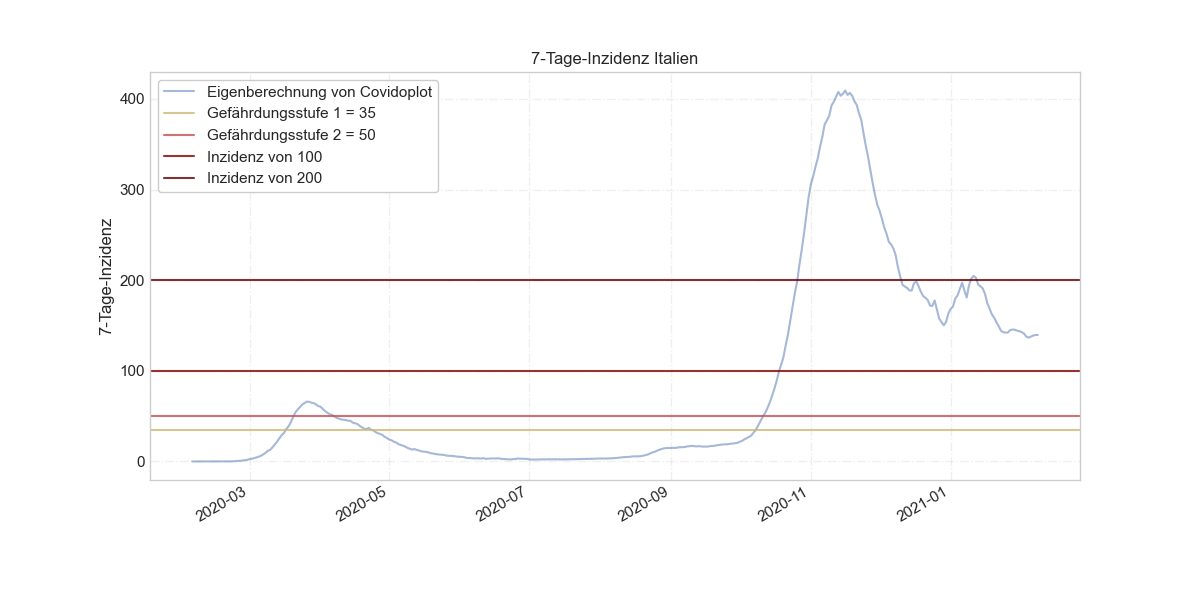 7-Tage-Inzidenz Italien
Eigenberechnung von Covidoplot
Gefährdungsstufe 1 = 35
Gefährdungsstufe 2 = 50
Inzidenz von 100
Inzidenz von 200
7-Tage-Inzidenz
400
300
200
100
0
2020-03
2020-05
2020-07
2020-09
2020-11
2021-01